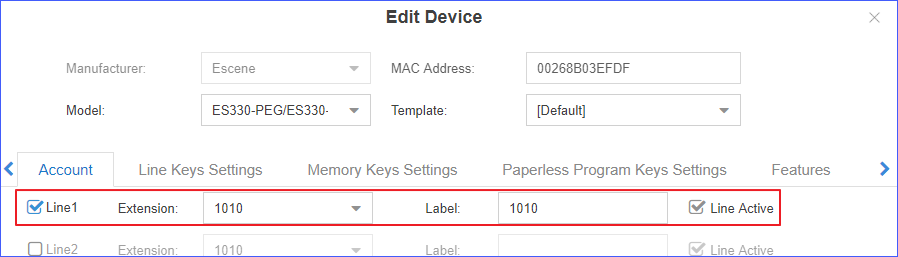 Edit Device
Manufacturer: Escene MAC Address: 00268B03EFDF
Model: ES330-PEG/ES330- Template: [Default]
Account Line Keys Settings Memory Keys Settings Paperless Program Keys Settings Features
Line1 Extension: 1010 Label: 1010 Line Active
Line2 Extension: 1010 Label: Line Active